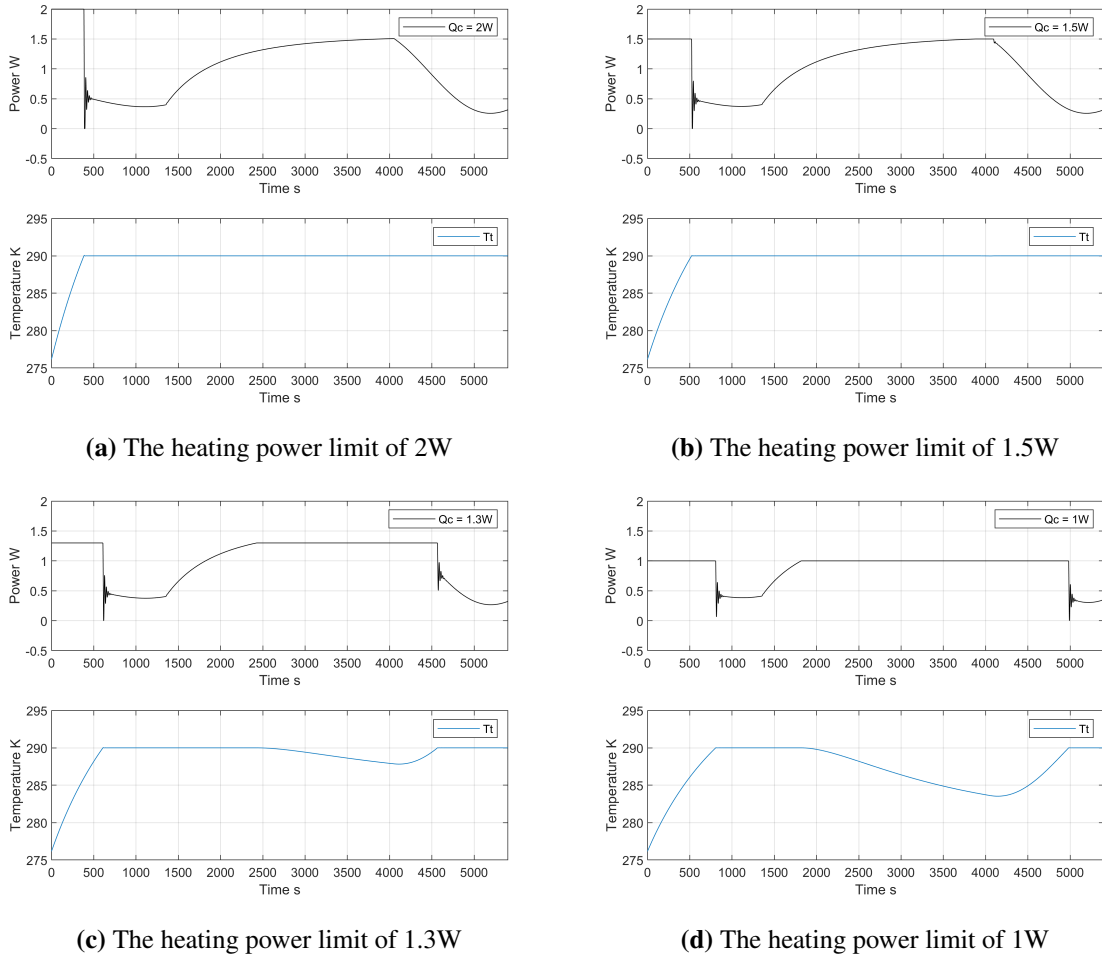 2
1.5
1
0.5
0
-0.5
Power W
Qc = 2W
0 500 1000 1500 2000 2500 3000 3500 4000 4500 5000
Time s
295
290
285
280
275
Temperature K
Tt
0 500 1000 1500 2000 2500 3000 3500 4000 4500 5000
Time s
(a) The heating power limit of 2W
2
1.5
1
0.5
0
-0.5
Power W
Qc = 1.5W
0 500 1000 1500 2000 2500 3000 3500 4000 4500 5000
Time s
295
290
285
280
275
Temperature K
Tt
0 500 1000 1500 2000 2500 3000 3500 4000 4500 5000
Time s
(b) The heating power limit of 1.5W
2
1.5
1
0.5
0
-0.5
Power W
Qc = 1.3W
0 500 1000 1500 2000 2500 3000 3500 4000 4500 5000
Time s
295
290
285
280
275
Temperature K
Tt
0 500 1000 1500 2000 2500 3000 3500 4000 4500 5000
Time s
(c) The heating power limit of 1.3W
2
1.5
1
0.5
0
-0.5
Power W
Qc = 1W
0 500 1000 1500 2000 2500 3000 3500 4000 4500 5000
Time s
295
290
285
280
275
Temperature K
Tt
0 500 1000 1500 2000 2500 3000 3500 4000 4500 5000
Time s
(d) The heating power limit of 1W